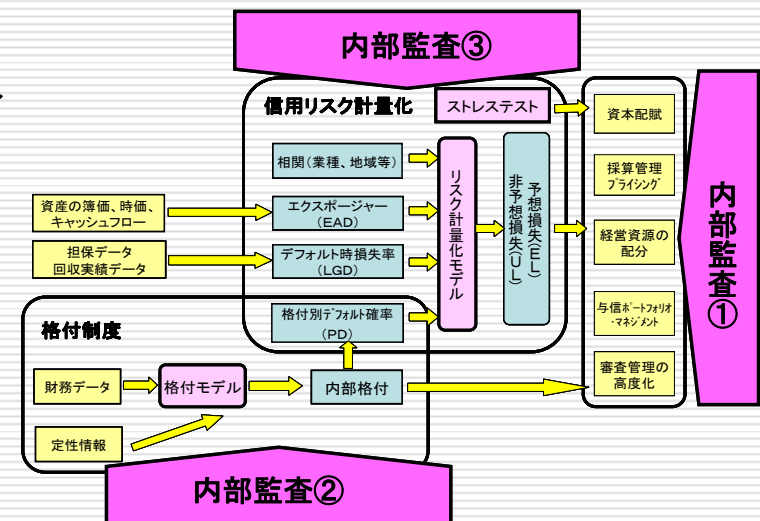 内部監査③
信用リスク計量化
ストレステスト
資本配賦
相関(業種、地域等)
採算管理
プライシング
資産の簿価、時価、
キャッシュフロー
エクスポージャー
(EAD)
リスク計量化モデル
予想損失(EL)
非予想損失(UL)
経営資源の
配分
内部監査①
担保データ
回収実績データ
デフォルト時損失率
(LGD)
格付制度
格付別デフォルト確率
(PD)
与信ポートフォリオ
・マネジメント
財務データ
格付モデル
内部格付
審査管理の
高度化
定性情報
内部監査②